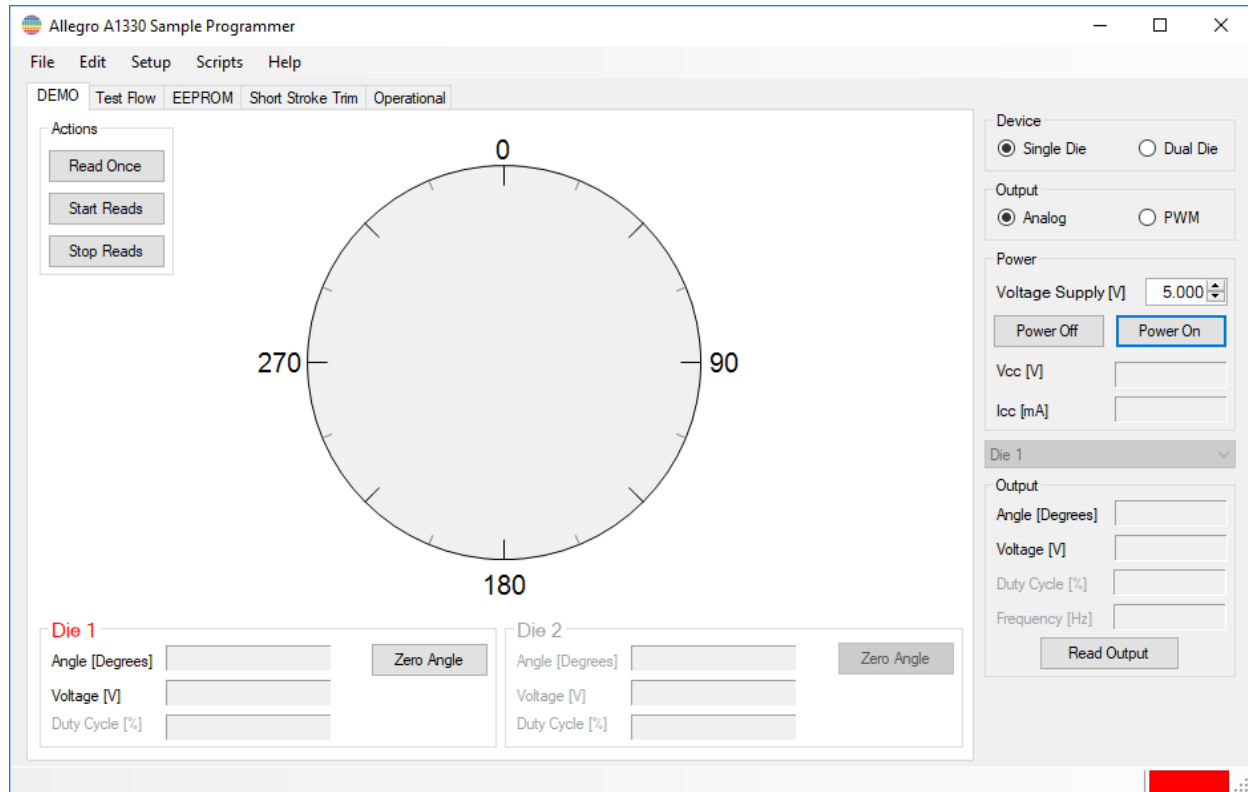 Allegro A1330 Sample Programmer
File Edit Setup Scripts Help
DEMO Test Flow EEPROM Short Stroke Trim Operational
Actions
Read Once
Start Reads
Stop Reads
0
90
180
270
Die 1
Angle [Degrees]
Zero Angle
Voltage [V]
Duty Cycle [%]
Die 2
Angle [Degrees]
Zero Angle
Voltage [V]
Duty Cycle [%]
Device
Single Die Dual Die
Output
Analog PWM
Power
Voltage Supply [V] 5.000
Power Off Power On
Vcc [V]
Icc [mA]
Die 1
Output
Angle [Degrees]
Voltage [V]
Duty Cycle [%]
Frequency [Hz]
Read Output